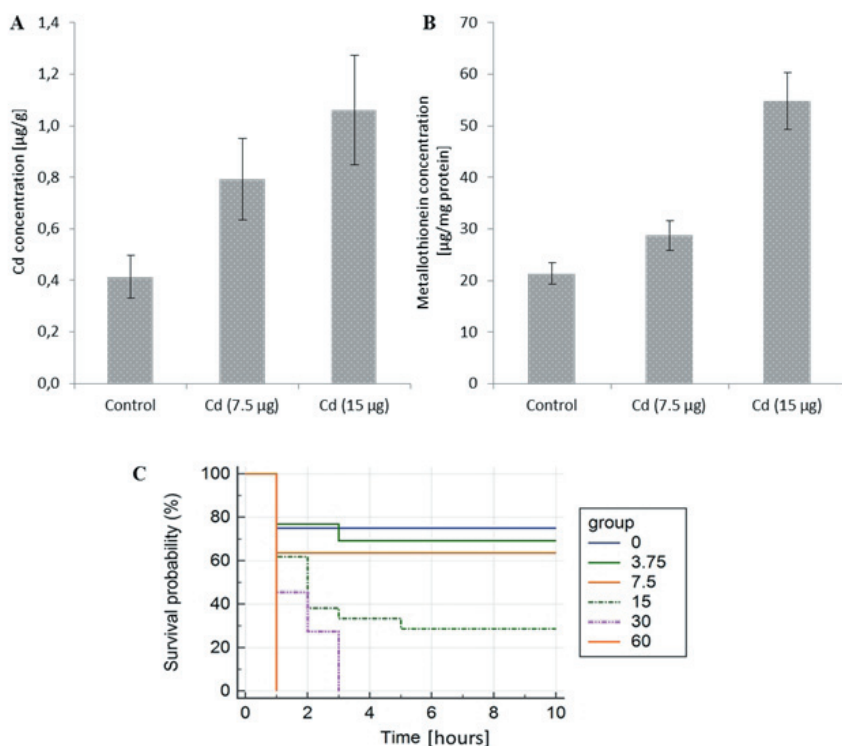 A
Cd concentration [µg/g]
1,4
1,2
1,0
0,8
0,6
0,4
0,2
0,0
Control
Cd (7.5 µg)
Cd (15 µg)
B
Metallothionein concentration
[µg/mg protein]
70
60
50
40
30
20
10
0
Control
Cd (7.5 µg)
Cd (15 µg)
C
Survival probability (%)
100
80
60
40
20
0
0
2
4
6
8
10
Time [hours]
group
0
3.75
7.5
15
30
60